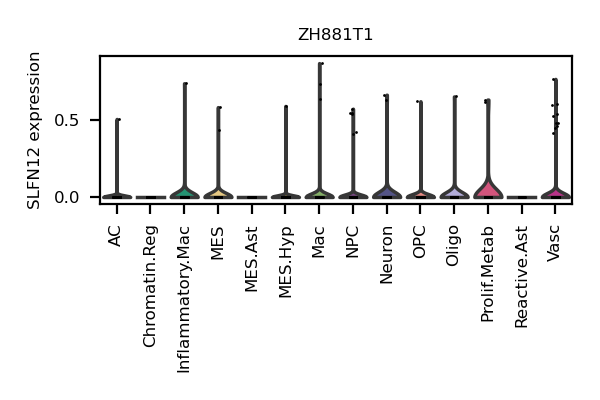 ZH881T1
SLFN12 expression
0.5
0.0
AC
Chromatin.Reg
Inflammatory.Mac
MES
MES.Ast
MES.Hyp
Mac
NPC
Neuron
OPC
Oligo
Prolif.Metab
Reactive.Ast
Vasc